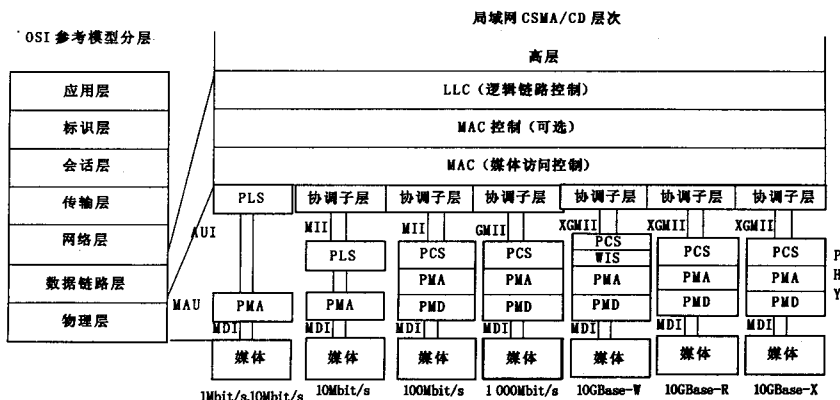 局域网 CSMA/CD 层次
OSI 参考模型分层
高层
应用层
LLC（逻辑链路控制）
标识层
MAC 控制（可选）
会话层
MAC（媒体访问控制）
传输层
PLS 协调子层 协调子层 协调子层 协调子层 协调子层 协调子层
网络层
AUI MII MII GMII XGMII XGMII XGMII
PLS PCS PCS PCS PCS PCS
WIS
数据链路层
PMA PMA PMA PMA PMA
P
H
Y
MAU PMA PMA PMD PMD PMD PMD PMD
物理层
MDI MDI MDI MDI MDI MDI MDI
媒体 媒体 媒体 媒体 媒体 媒体 媒体
1Mbit/s,10Mbit/s 10Mbit/s 100Mbit/s 1 000Mbit/s 10GBase-W 10GBase-R 10GBase-X